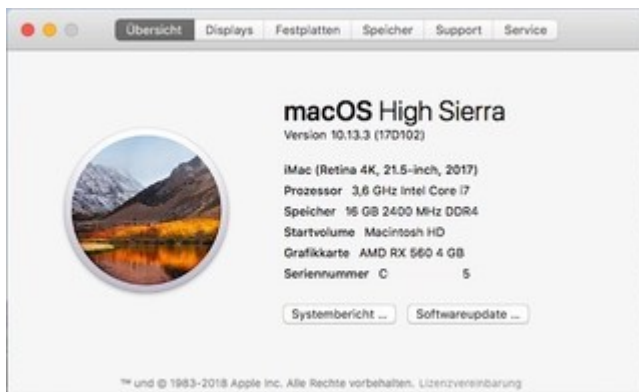 Übersicht Displays Festplatten Speicher Support Service
macOS High Sierra
Version 10.13.3 (17D102)
iMac (Retina 4K, 21.5-inch, 2017)
Prozessor 3,6 GHz Intel Core i7
Speicher 16 GB 2400 MHz DDR4
Startvolume Macintosh HD
Grafikkarte AMD RX 560 4 GB
Seriennummer C 5
Systembericht ... Softwareupdate ...
™ und © 1983-2018 Apple Inc. Alle Rechte vorbehalten. Lizenzvereinbarung